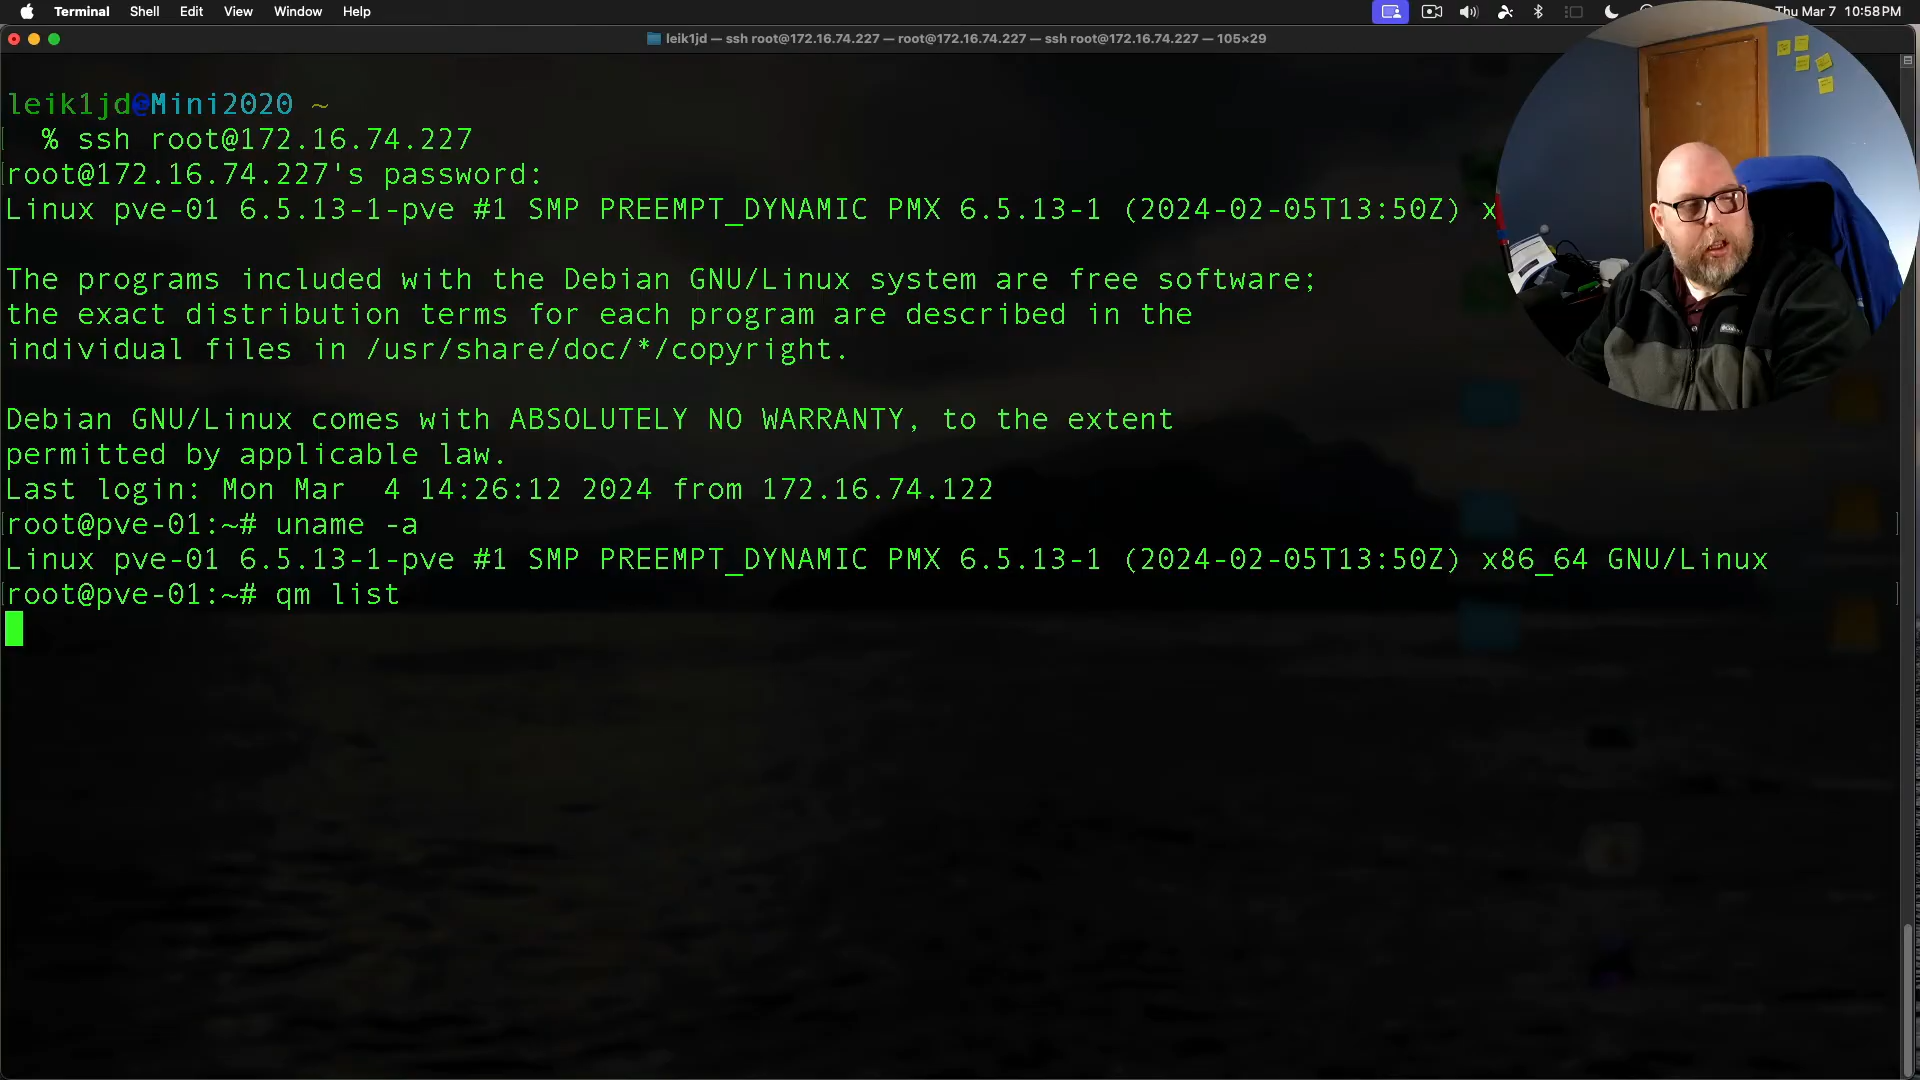 Terminal Shell Edit View Window Help
Thu Mar 7 10:58 PM
leik1jd — ssh root@172.16.74.227 — root@172.16.74.227 — ssh root@172.16.74.227 — 105×29
leik1jd@Mini2020 ~
% ssh root@172.16.74.227
root@172.16.74.227's password:
Linux pve-01 6.5.13-1-pve #1 SMP PREEMPT_DYNAMIC PMX 6.5.13-1 (2024-02-05T13:50Z) x
The programs included with the Debian GNU/Linux system are free software;
the exact distribution terms for each program are described in the
individual files in /usr/share/doc/*/copyright.
Debian GNU/Linux comes with ABSOLUTELY NO WARRANTY, to the extent
permitted by applicable law.
Last login: Mon Mar  4 14:26:12 2024 from 172.16.74.122
[root@pve-01:~# uname -a ]
Linux pve-01 6.5.13-1-pve #1 SMP PREEMPT_DYNAMIC PMX 6.5.13-1 (2024-02-05T13:50Z) x86_64 GNU/Linux
[root@pve-01:~# qm list ]